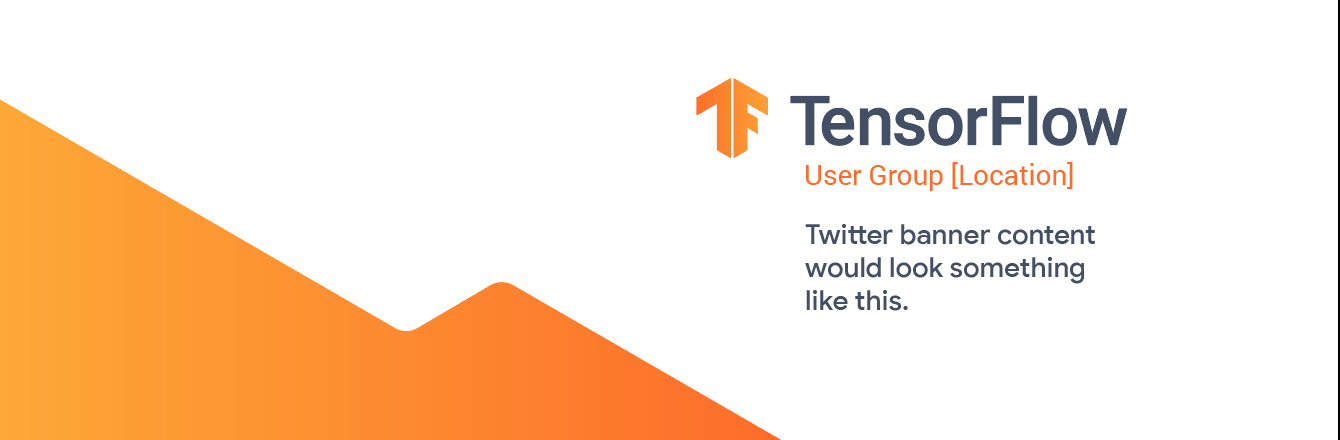 TensorFlow
User Group [Location]
Twitter banner content
would look something
like this.